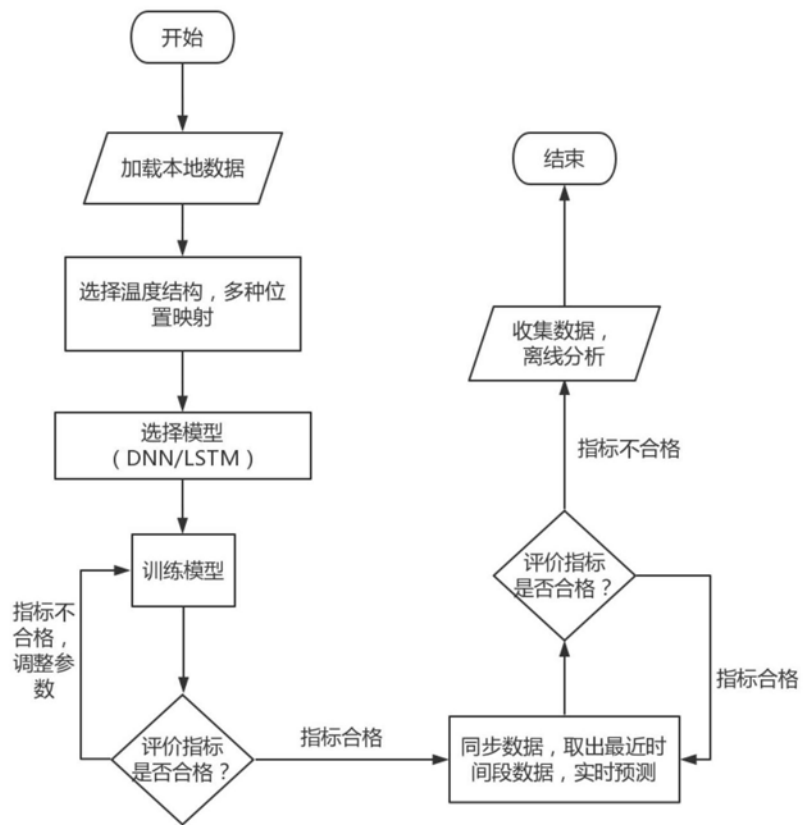 开始
加载本地数据
选择温度结构，多种位
置映射
选择模型
（DNN/LSTM）
训练模型
指标不
合格，
调整参
数
评价指标
是否合格？
指标合格
同步数据，取出最近时
间段数据，实时预测
指标合格
评价指标
是否合格？
指标不合格
收集数据，
离线分析
结束